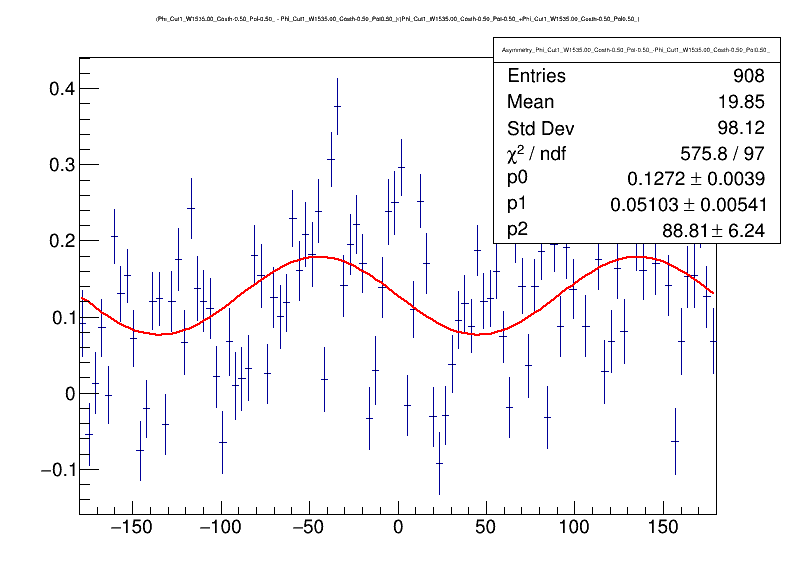 (Phi_Cut1_W1535.00_Costh-0.50_Pol-0.50_ - Phi_Cut1_W1535.00_Costh-0.50_Pol0.50_)/(Phi_Cut1_W1535.00_Costh-0.50_Pol-0.50_+Phi_Cut1_W1535.00_Costh-0.50_Pol0.50_)
Asymmetry_Phi_Cut1_W1535.00_Costh-0.50_Pol-0.50_-Phi_Cut1_W1535.00_Costh-0.50_Pol0.50_
Entries 908
Mean 19.85
Std Dev 98.12
χ² / ndf 575.8 / 97
p0 0.1272 ± 0.0039
p1 0.05103 ± 0.00541
p2 88.81 ± 6.24
0.4
0.3
0.2
0.1
0
−0.1
−150 −100 −50 0 50 100 150